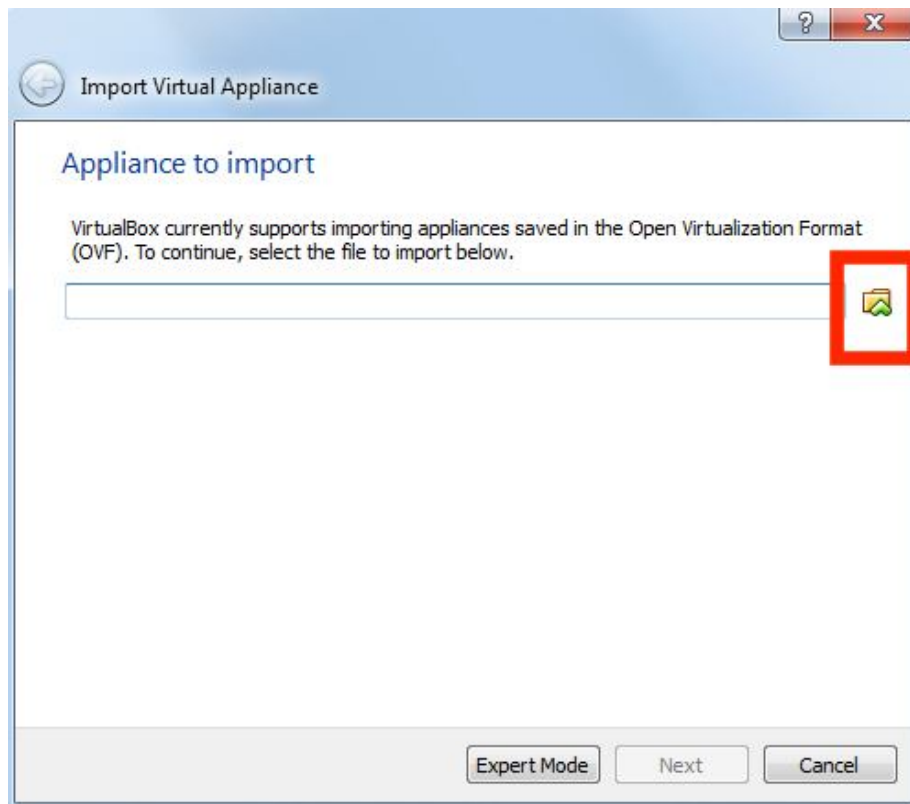 Import Virtual Appliance
Appliance to import
VirtualBox currently supports importing appliances saved in the Open Virtualization Format
(OVF). To continue, select the file to import below.
Expert Mode
Next
Cancel